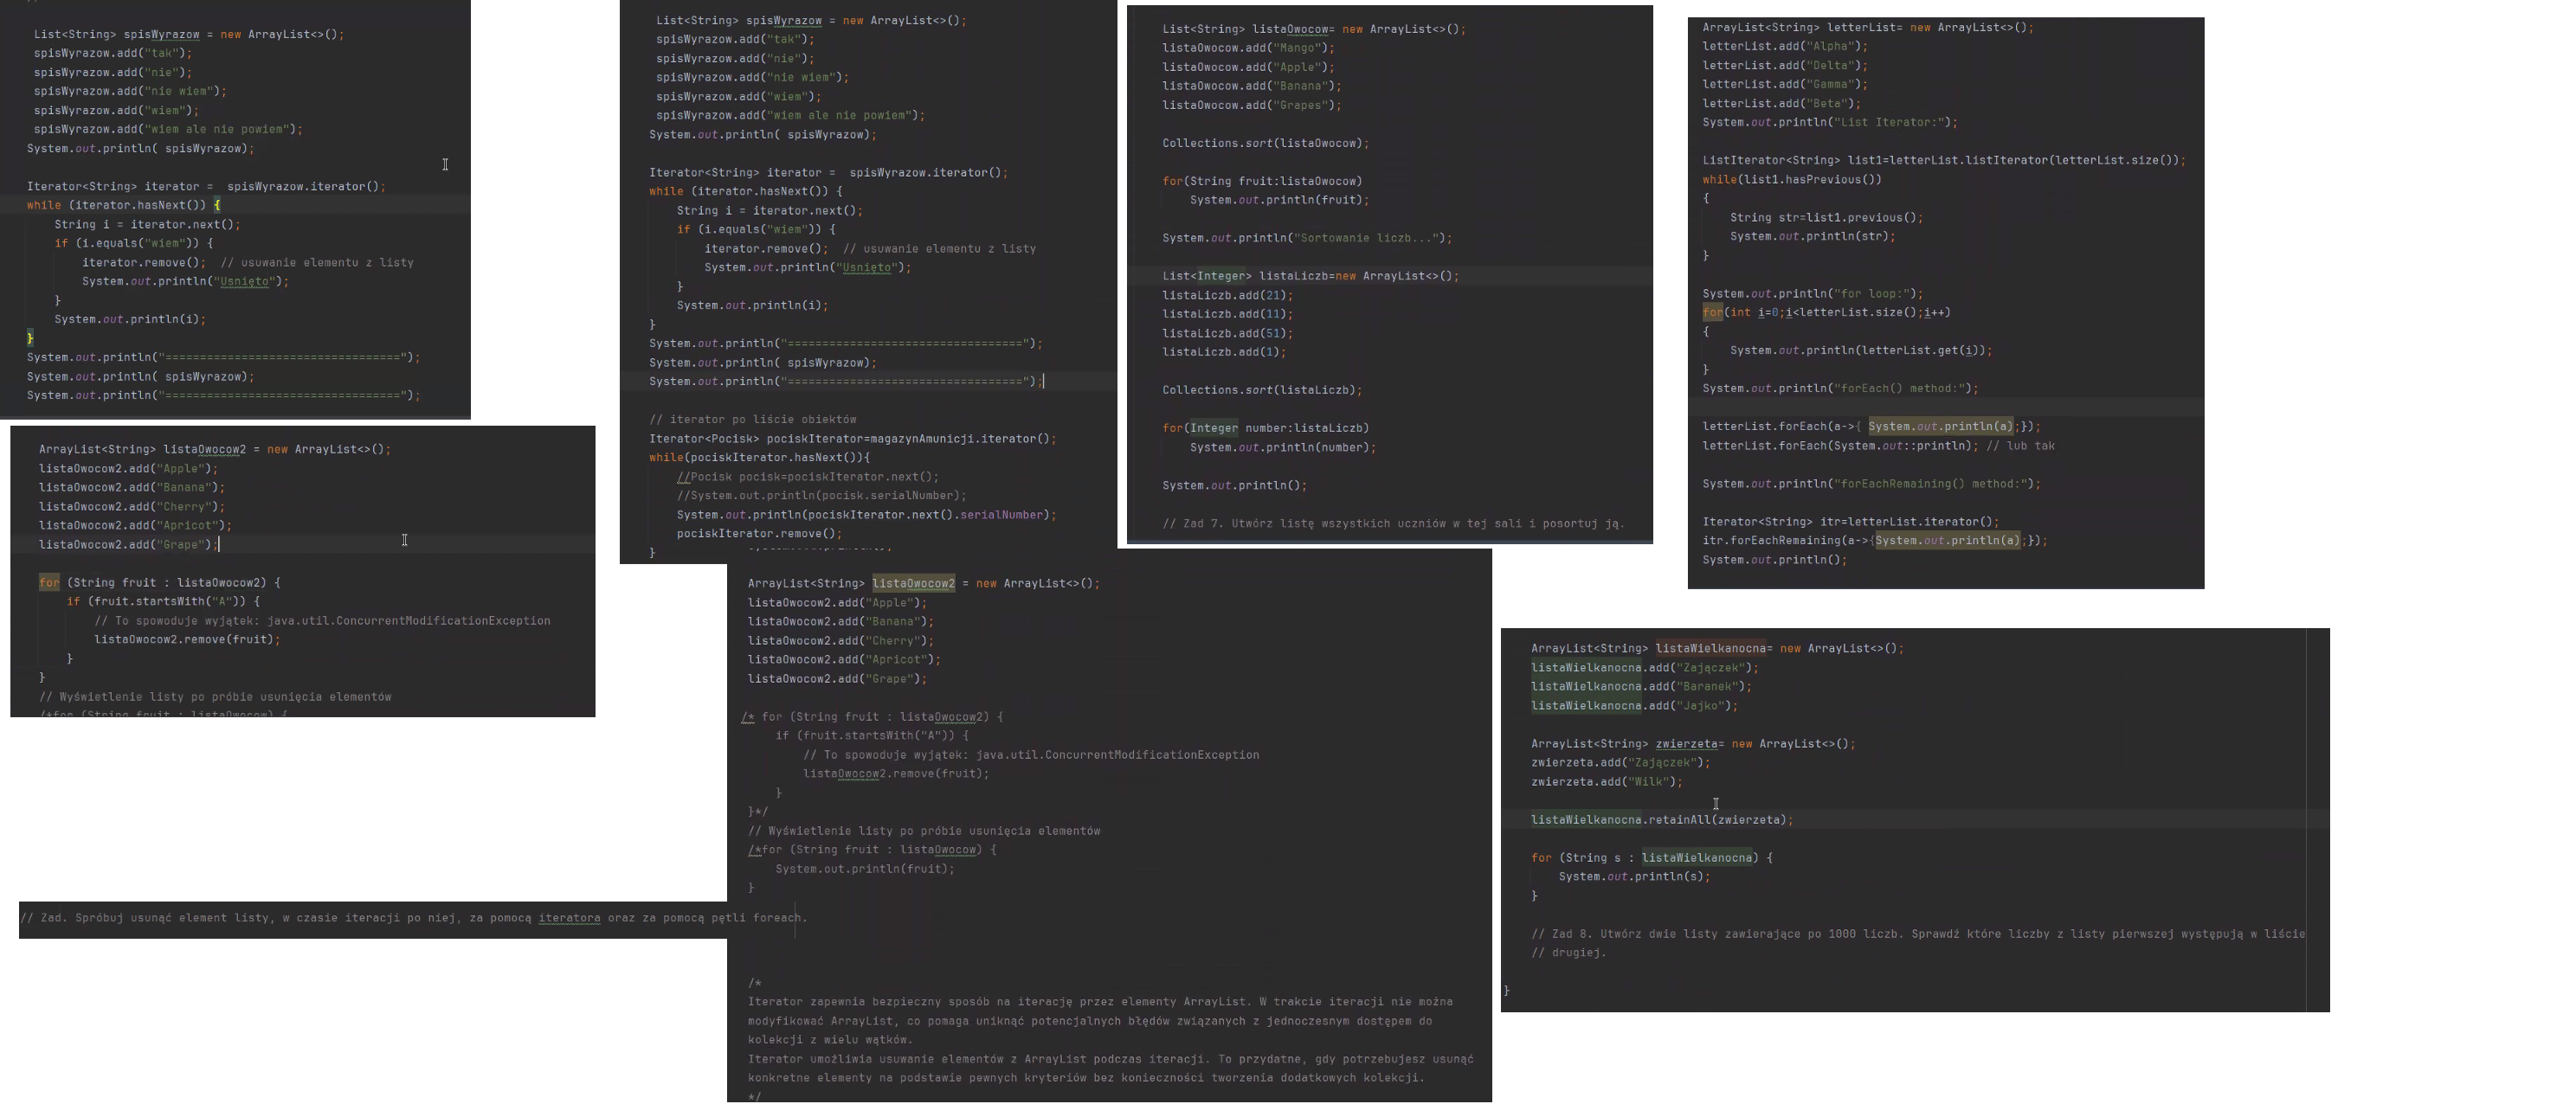 List<String> spisWyrazow = new ArrayList<>();
spisWyrazow.add("tak");
spisWyrazow.add("nie");
spisWyrazow.add("nie wiem");
spisWyrazow.add("wiem");
spisWyrazow.add("wiem ale nie powiem");
System.out.println( spisWyrazow);
Iterator<String> iterator =  spisWyrazow.iterator();
while (iterator.hasNext()) {
String i = iterator.next();
if (i.equals("wiem")) {
iterator.remove();  // usuwanie elementu z listy
System.out.println("Usnięto");
}
System.out.println(i);
}
System.out.println("==================================");
System.out.println( spisWyrazow);
System.out.println("==================================");
ArrayList<String> listaOwocow2 = new ArrayList<>();
listaOwocow2.add("Apple");
listaOwocow2.add("Banana");
listaOwocow2.add("Cherry");
listaOwocow2.add("Apricot");
listaOwocow2.add("Grape");
for (String fruit : listaOwocow2) {
if (fruit.startsWith("A")) {
// To spowoduje wyjątek: java.util.ConcurrentModificationException
listaOwocow2.remove(fruit);
}
}
// Wyświetlenie listy po próbie usunięcia elementów
/*for (String fruit : listaOwocow) {
// Zad. Spróbuj usunąć element listy, w czasie iteracji po niej, za pomocą iteratora oraz za pomocą pętli foreach.
List<String> spisWyrazow = new ArrayList<>();
spisWyrazow.add("tak");
spisWyrazow.add("nie");
spisWyrazow.add("nie wiem");
spisWyrazow.add("wiem");
spisWyrazow.add("wiem ale nie powiem");
System.out.println( spisWyrazow);
Iterator<String> iterator =  spisWyrazow.iterator();
while (iterator.hasNext()) {
String i = iterator.next();
if (i.equals("wiem")) {
iterator.remove();  // usuwanie elementu z listy
System.out.println("Usnięto");
}
System.out.println(i);
}
System.out.println("==================================");
System.out.println( spisWyrazow);
System.out.println("==================================");
// iterator po liście obiektów
Iterator<Pocisk> pociskIterator=magazynAmunicji.iterator();
while(pociskIterator.hasNext()){
//Pocisk pocisk=pociskIterator.next();
//System.out.println(pocisk.serialNumber);
System.out.println(pociskIterator.next().serialNumber);
pociskIterator.remove();
}
ArrayList<String> listaOwocow2 = new ArrayList<>();
listaOwocow2.add("Apple");
listaOwocow2.add("Banana");
listaOwocow2.add("Cherry");
listaOwocow2.add("Apricot");
listaOwocow2.add("Grape");
/* for (String fruit : listaOwocow2) {
if (fruit.startsWith("A")) {
// To spowoduje wyjątek: java.util.ConcurrentModificationException
listaOwocow2.remove(fruit);
}
}*/
// Wyświetlenie listy po próbie usunięcia elementów
/*for (String fruit : listaOwocow) {
System.out.println(fruit);
}
/*
Iterator zapewnia bezpieczny sposób na iterację przez elementy ArrayList. W trakcie iteracji nie można
modyfikować ArrayList, co pomaga uniknąć potencjalnych błędów związanych z jednoczesnym dostępem do
kolekcji z wielu wątków.
Iterator umożliwia usuwanie elementów z ArrayList podczas iteracji. To przydatne, gdy potrzebujesz usunąć
konkretne elementy na podstawie pewnych kryteriów bez konieczności tworzenia dodatkowych kolekcji.
*/
List<String> listaOwocow= new ArrayList<>();
listaOwocow.add("Mango");
listaOwocow.add("Apple");
listaOwocow.add("Banana");
listaOwocow.add("Grapes");
Collections.sort(listaOwocow);
for(String fruit:listaOwocow)
System.out.println(fruit);
System.out.println("Sortowanie liczb...");
List<Integer> listaLiczb=new ArrayList<>();
listaLiczb.add(21);
listaLiczb.add(11);
listaLiczb.add(51);
listaLiczb.add(1);
Collections.sort(listaLiczb);
for(Integer number:listaLiczb)
System.out.println(number);
System.out.println();
// Zad 7. Utwórz listę wszystkich uczniów w tej sali i posortuj ją.
ArrayList<String> letterList= new ArrayList<>();
letterList.add("Alpha");
letterList.add("Delta");
letterList.add("Gamma");
letterList.add("Beta");
System.out.println("List Iterator:");
ListIterator<String> list1=letterList.listIterator(letterList.size());
while(list1.hasPrevious())
{
String str=list1.previous();
System.out.println(str);
}
System.out.println("for loop:");
for(int i=0;i<letterList.size();i++)
{
System.out.println(letterList.get(i));
}
System.out.println("forEach() method:");
letterList.forEach(a->{ System.out.println(a);});
letterList.forEach(System.out::println); // lub tak
System.out.println("forEachRemaining() method:");
Iterator<String> itr=letterList.iterator();
itr.forEachRemaining(a->{System.out.println(a);});
System.out.println();
ArrayList<String> listaWielkanocna= new ArrayList<>();
listaWielkanocna.add("Zajączek");
listaWielkanocna.add("Baranek");
listaWielkanocna.add("Jajko");
ArrayList<String> zwierzeta= new ArrayList<>();
zwierzeta.add("Zajączek");
zwierzeta.add("Wilk");
listaWielkanocna.retainAll(zwierzeta);
for (String s : listaWielkanocna) {
System.out.println(s);
}
// Zad 8. Utwórz dwie listy zawierające po 1000 liczb. Sprawdź które liczby z listy pierwszej występują w liście
// drugiej.
}